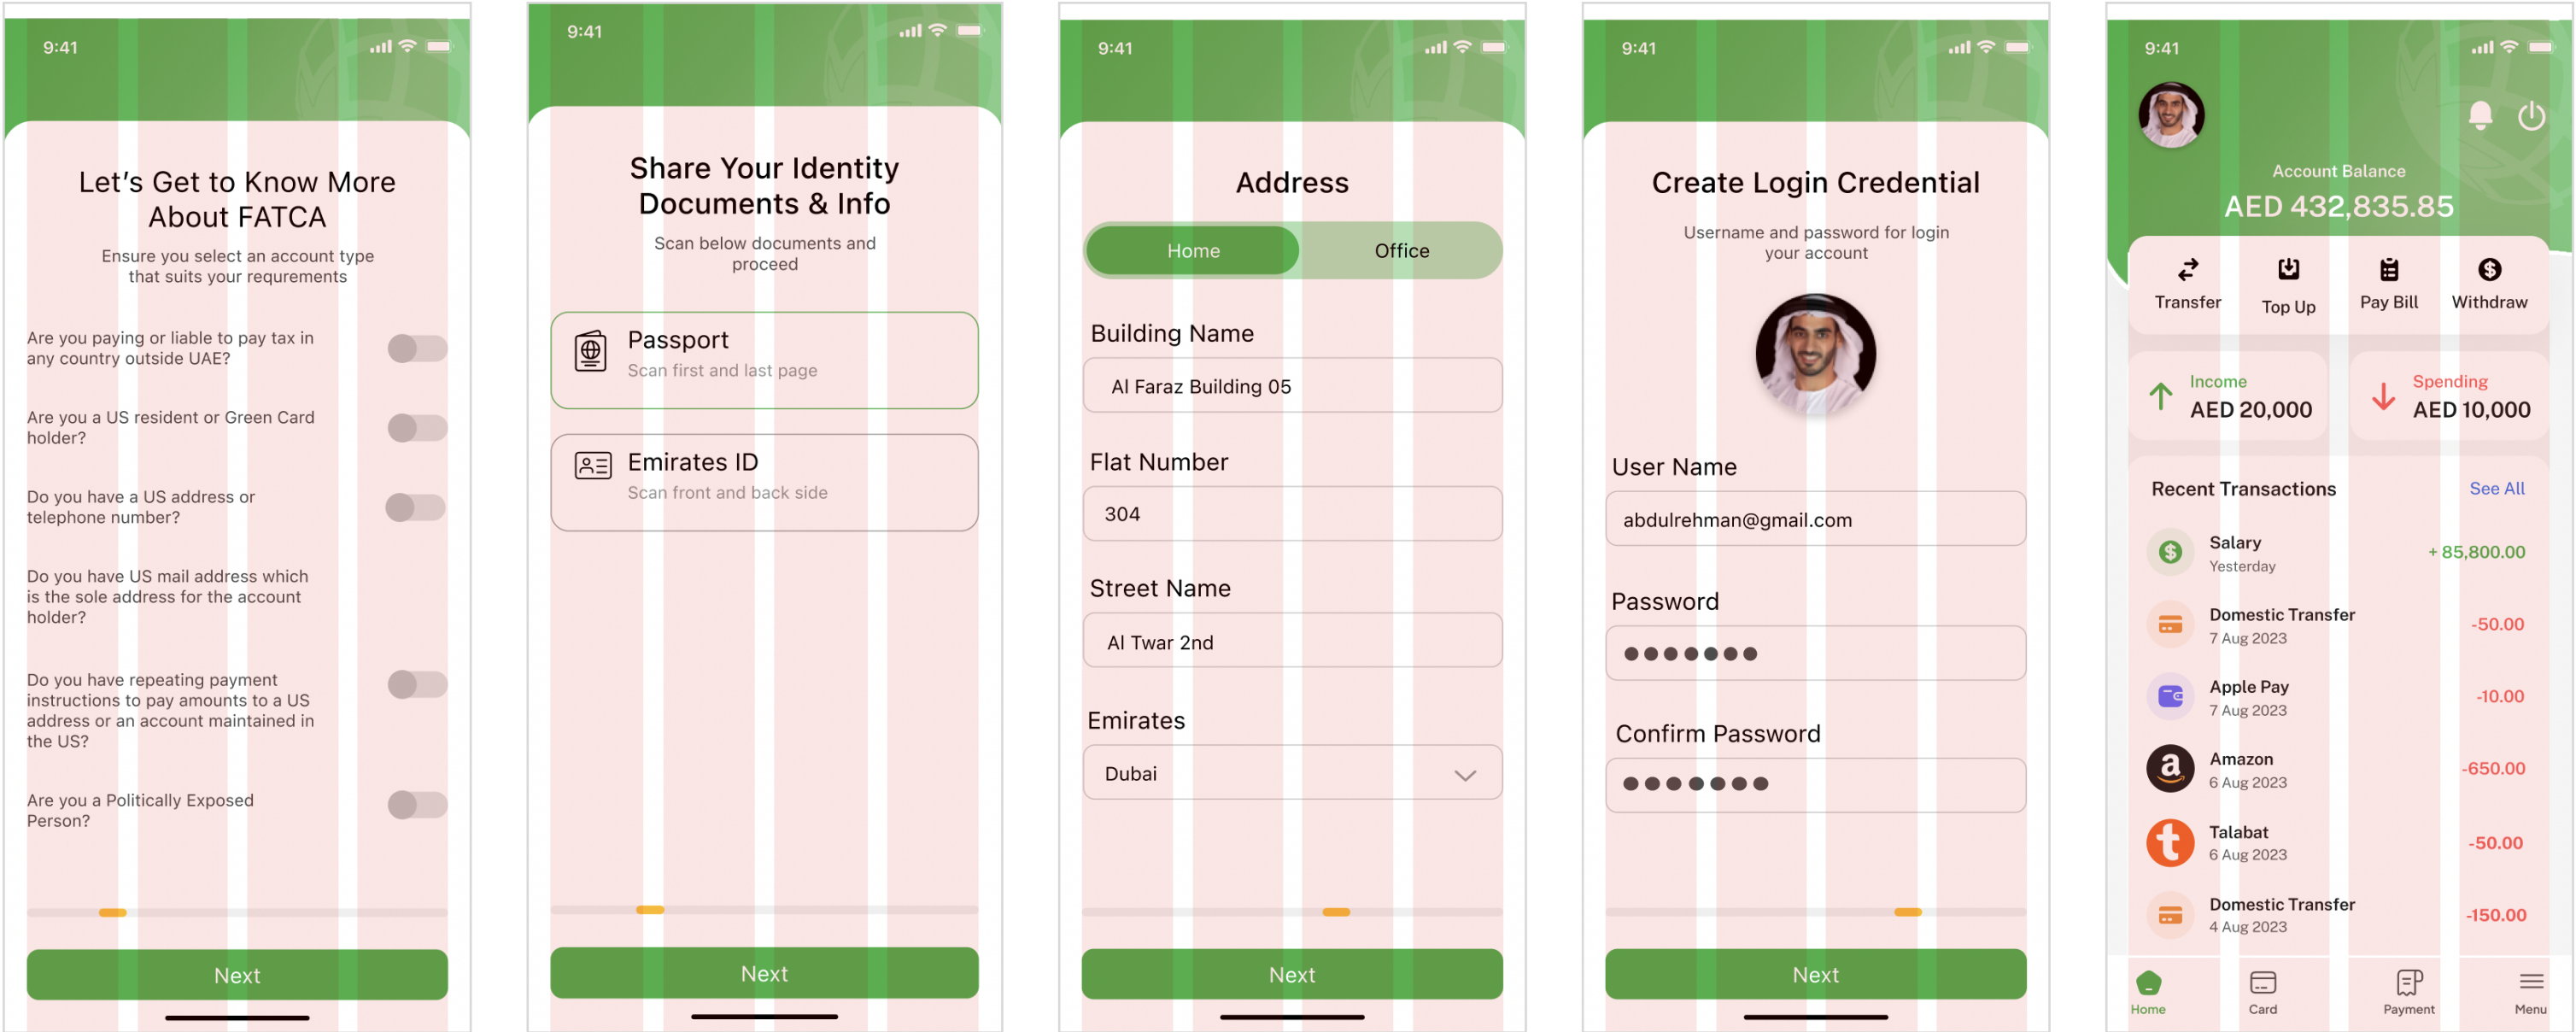 9:41
Let's Get to Know More
About FATCA
Ensure you select an account type
that suits your requrements
Are you paying or liable to pay tax in
any country outside UAE?
Are you a US resident or Green Card
holder?
Do you have a US address or
telephone number?
Do you have US mail address which
is the sole address for the account
holder?
Do you have repeating payment
instructions to pay amounts to a US
address or an account maintained in
the US?
Are you a Politically Exposed
Person?
Next
9:41
Share Your Identity
Documents & Info
Scan below documents and
proceed
Passport
Scan first and last page
Emirates ID
Scan front and back side
Next
9:41
Address
Home
Office
Building Name
Al Faraz Building 05
Flat Number
304
Street Name
Al Twar 2nd
Emirates
Dubai
Next
9:41
Create Login Credential
Username and password for login
your account
User Name
abdulrehman@gmail.com
Password
Confirm Password
Next
9:41
Account Balance
AED 432,835.85
Transfer
Top Up
Pay Bill
Withdraw
Income
AED 20,000
Spending
AED 10,000
Recent Transactions
See All
Salary
Yesterday
+ 85,800.00
Domestic Transfer
7 Aug 2023
-50.00
Apple Pay
7 Aug 2023
-10.00
a
Amazon
6 Aug 2023
-650.00
t
Talabat
6 Aug 2023
-50.00
Domestic Transfer
4 Aug 2023
-150.00
Home
Card
Payment
Menu